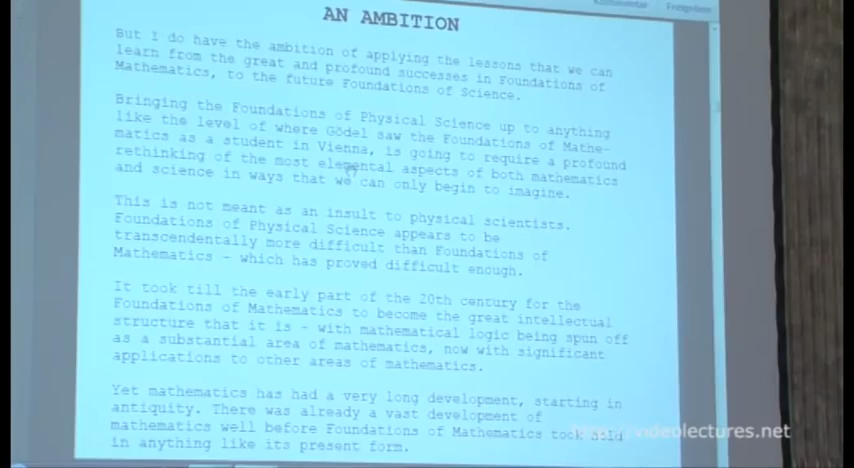 Kommentar Freigeben
AN AMBITION
But I do have the ambition of applying the lessons that we can
learn from the great and profound successes in Foundations of
Mathematics, to the future Foundations of Science.
Bringing the Foundations of Physical Science up to anything
like the level of where Gödel saw the Foundations of Mathe-
matics as a student in Vienna, is going to require a profound
rethinking of the most elemental aspects of both mathematics
and science in ways that we can only begin to imagine.
This is not meant as an insult to physical scientists.
Foundations of Physical Science appears to be
transcendentally more difficult than Foundations of
Mathematics - which has proved difficult enough.
It took till the early part of the 20th century for the
Foundations of Mathematics to become the great intellectual
structure that it is - with mathematical logic being spun off
as a substantial area of mathematics, now with significant
applications to other areas of mathematics.
Yet mathematics has had a very long development, starting in
antiquity. There was already a vast development of
mathematics well before Foundations of Mathematics took hold
in anything like its present form.
http://videolectures.net